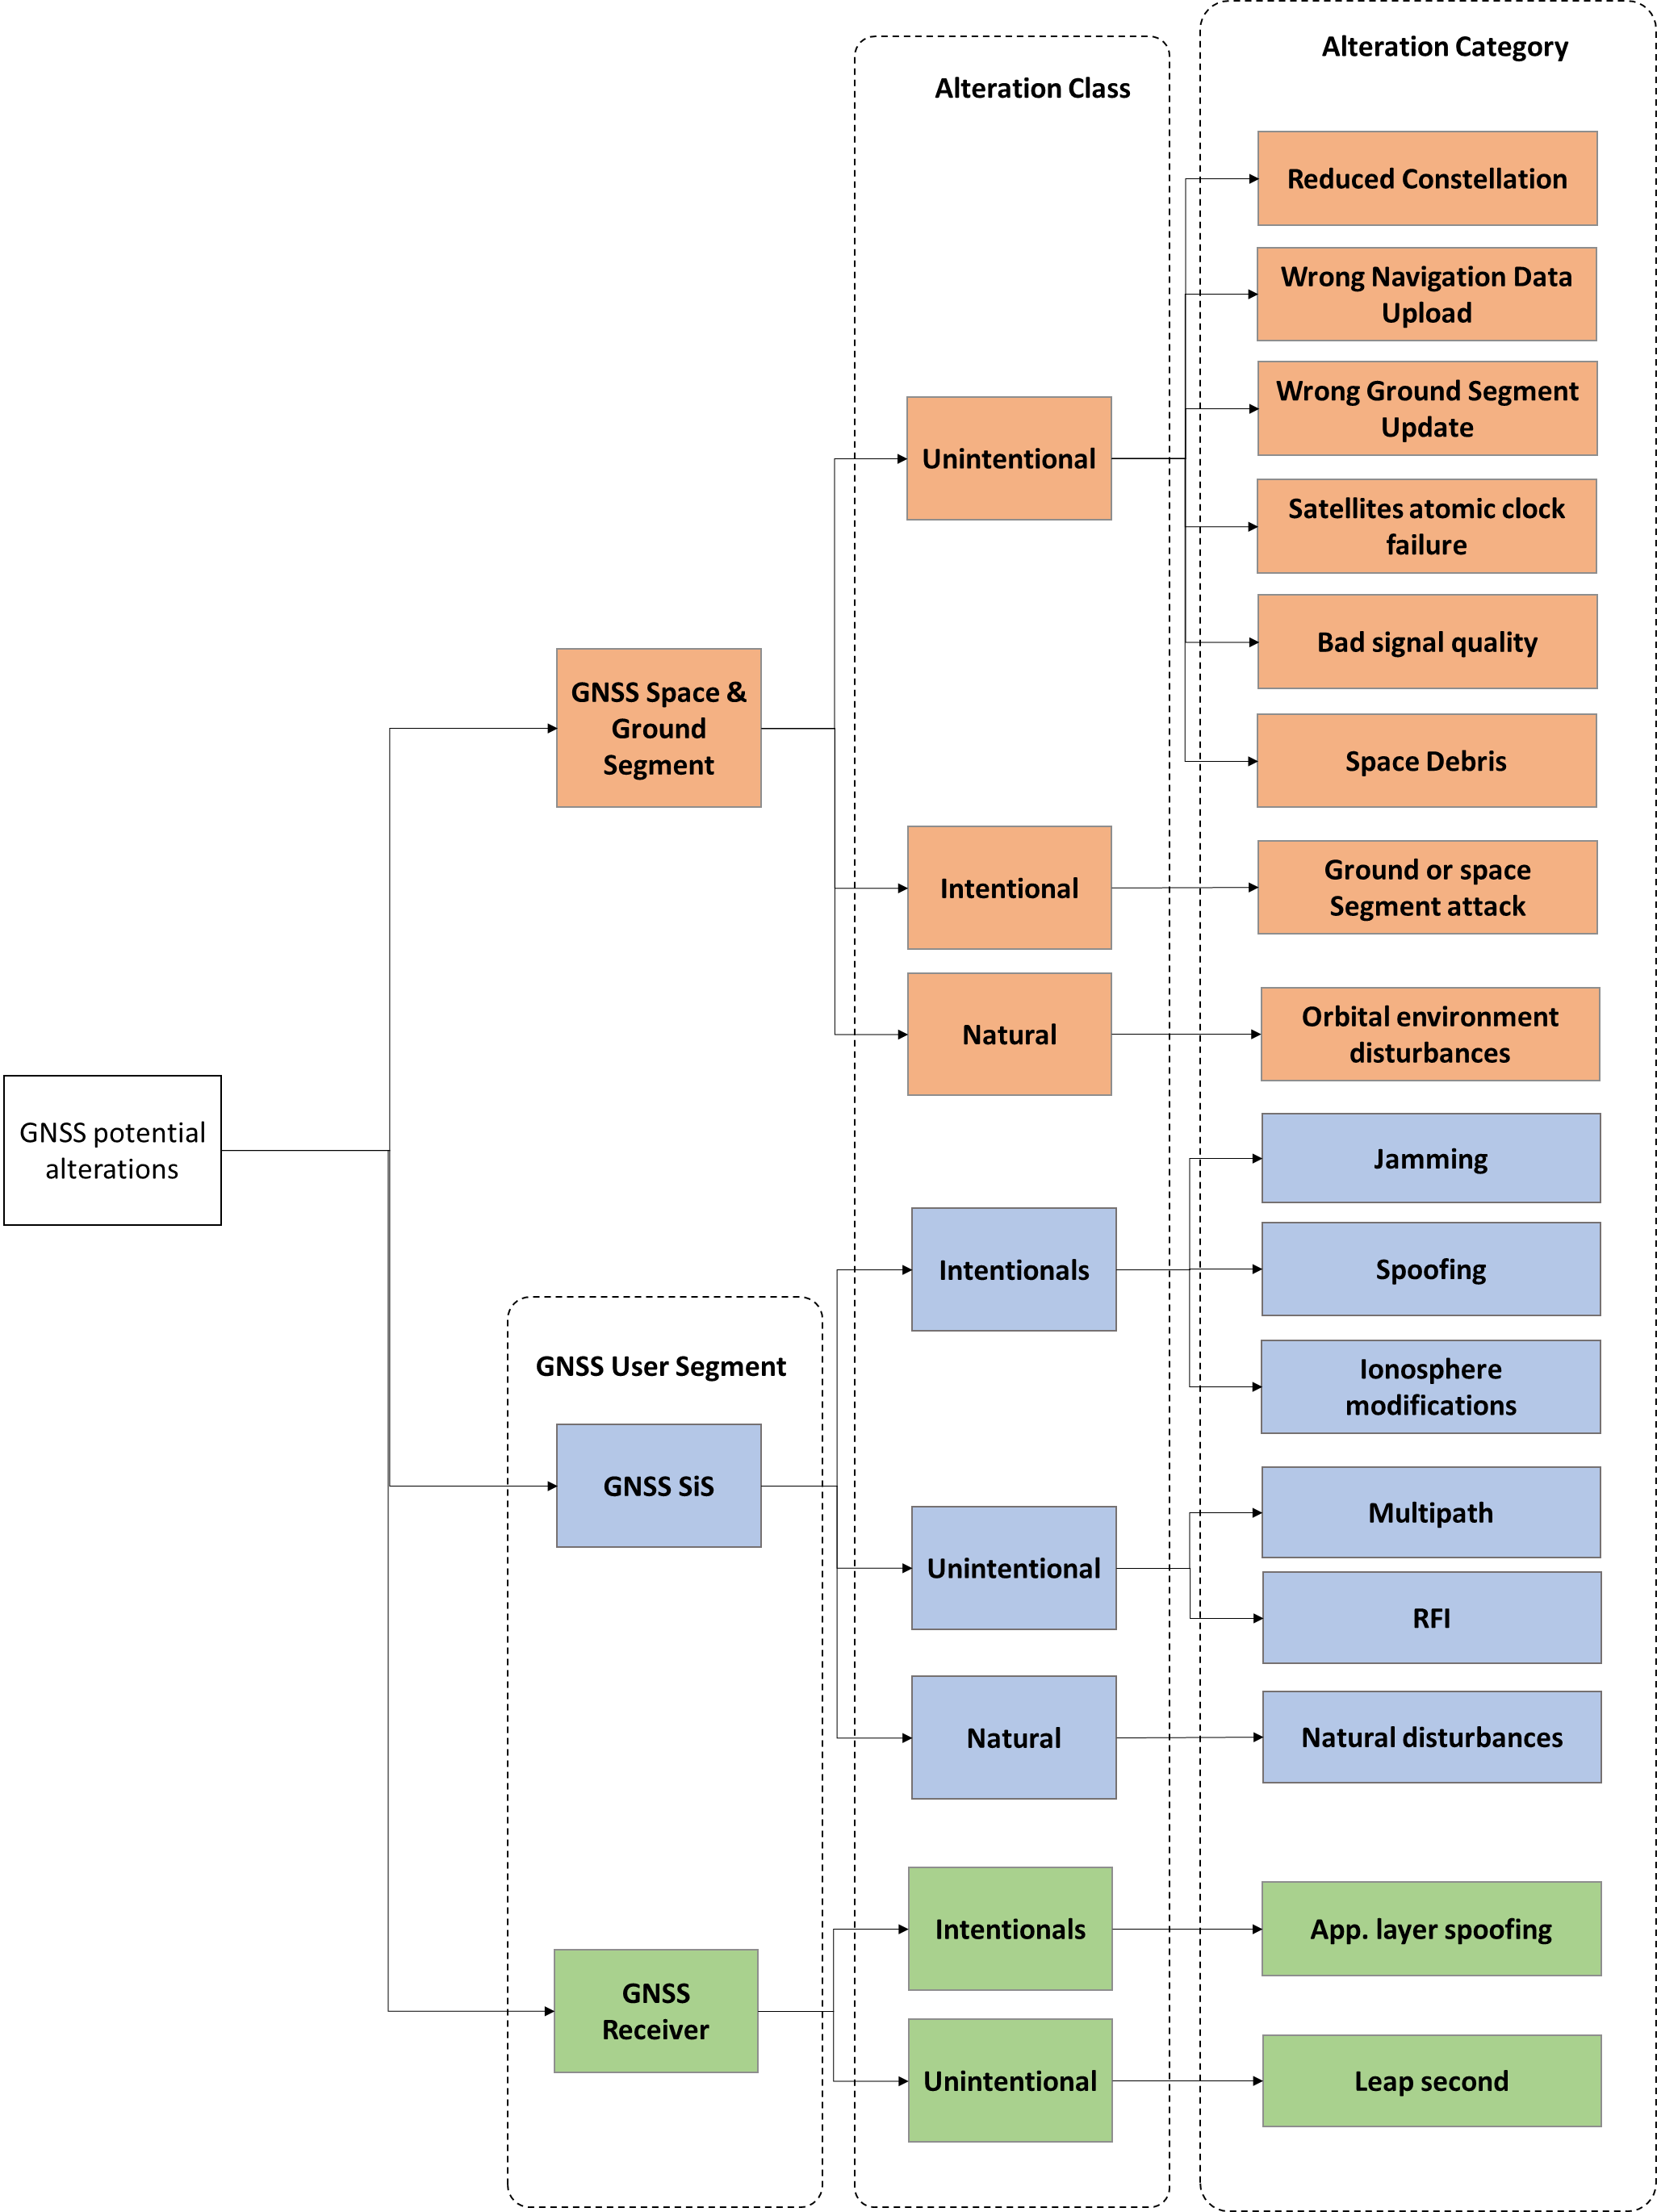 Alteration Category
Alteration Class
Reduced Constellation
Wrong Navigation Data
Upload
Wrong Ground Segment
Update
Unintentional
Satellites atomic clock
failure
Bad signal quality
GNSS Space &
Ground
Segment
Space Debris
Intentional
Ground or space
Segment attack
Natural
Orbital environment
disturbances
GNSS potential
alterations
Jamming
Intentionals
Spoofing
Ionosphere
modifications
GNSS User Segment
GNSS SiS
Multipath
Unintentional
RFI
Natural
Natural disturbances
Intentionals
App. layer spoofing
GNSS
Receiver
Unintentional
Leap second